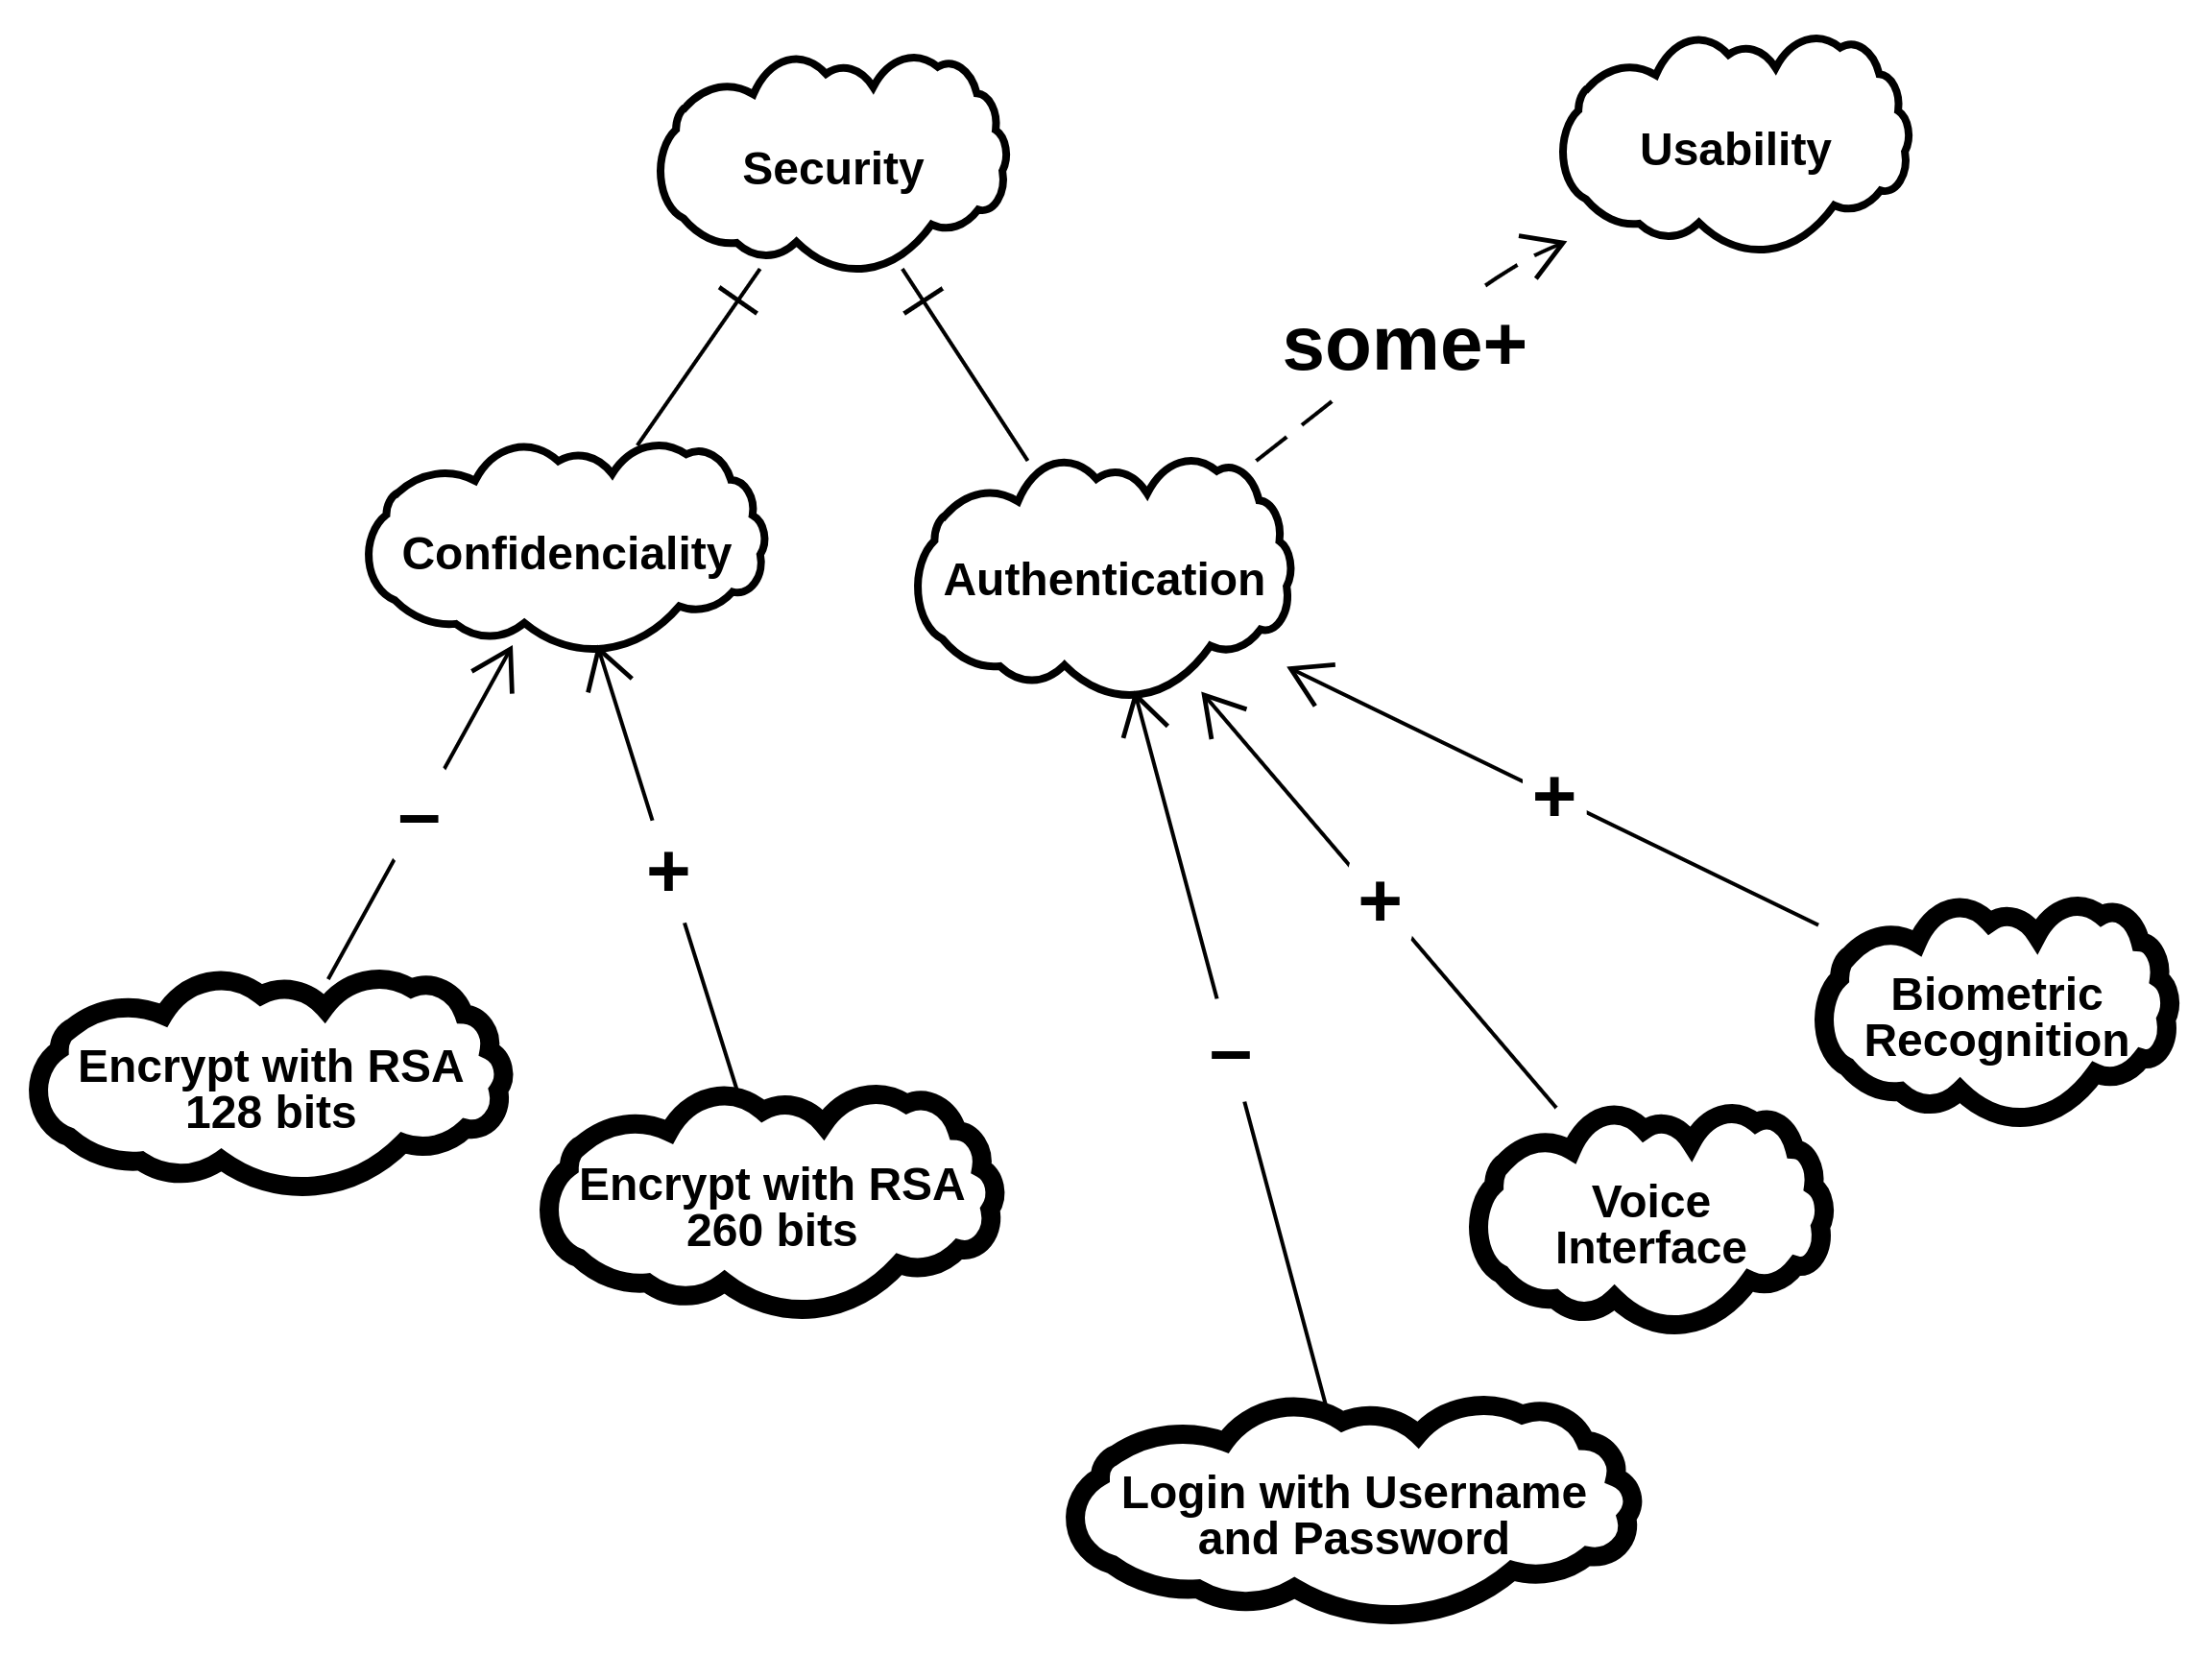 Security
Usability
some+
Confidenciality
Authentication
+
–
+
+
Biometric
Recognition
Encrypt with RSA
128 bits
–
Encrypt with RSA
260 bits
Voice
Interface
Login with Username
and Password